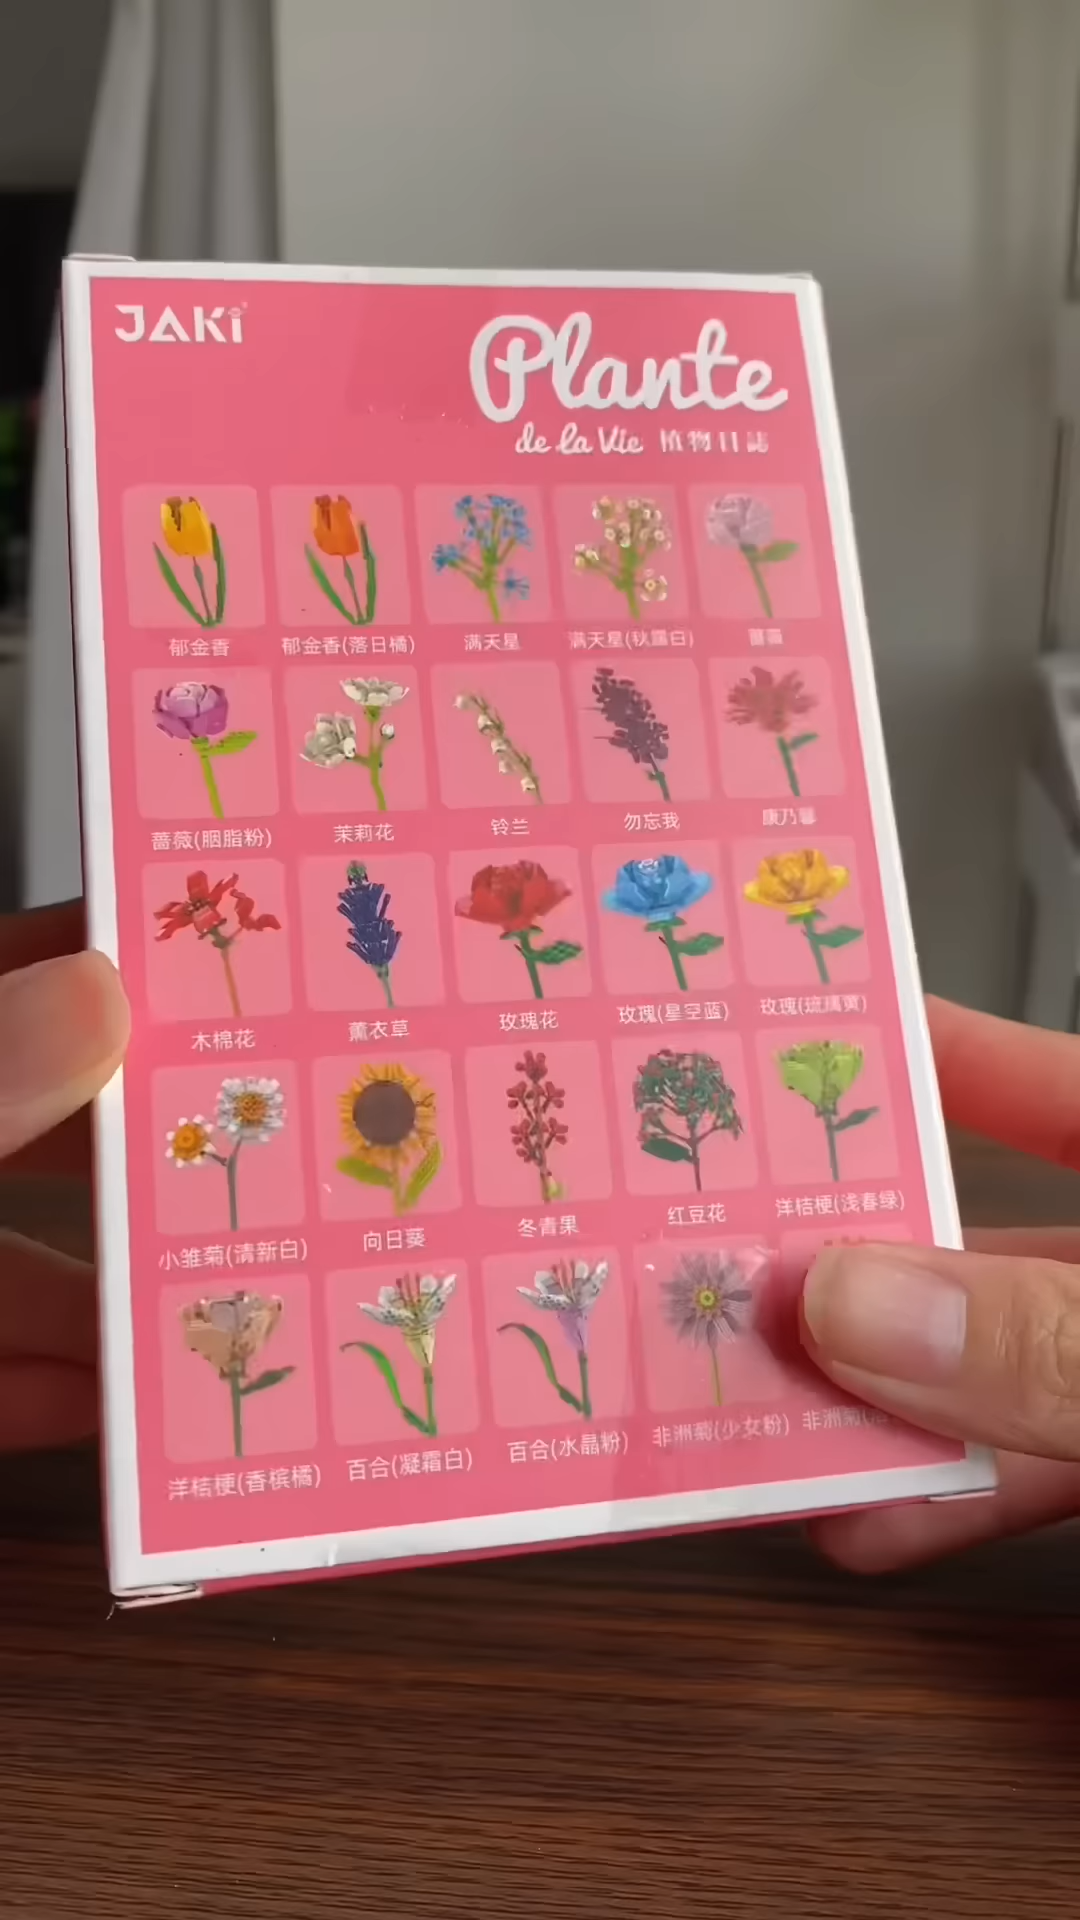 JAKi
Plante
de la Vie 植物日誌
郁金香 郁金香(落日橘) 满天星 满天星(秋露白) 蔷薇
蔷薇(胭脂粉) 茉莉花 铃兰 勿忘我 康乃馨
木棉花 薰衣草 玫瑰花 玫瑰(星空蓝) 玫瑰(琉璃黄)
小雏菊(清新白) 向日葵 冬青果 红豆花 洋桔梗(浅春绿)
洋桔梗(香槟橘) 百合(凝霜白) 百合(水晶粉) 非洲菊(少女粉) 非洲菊(